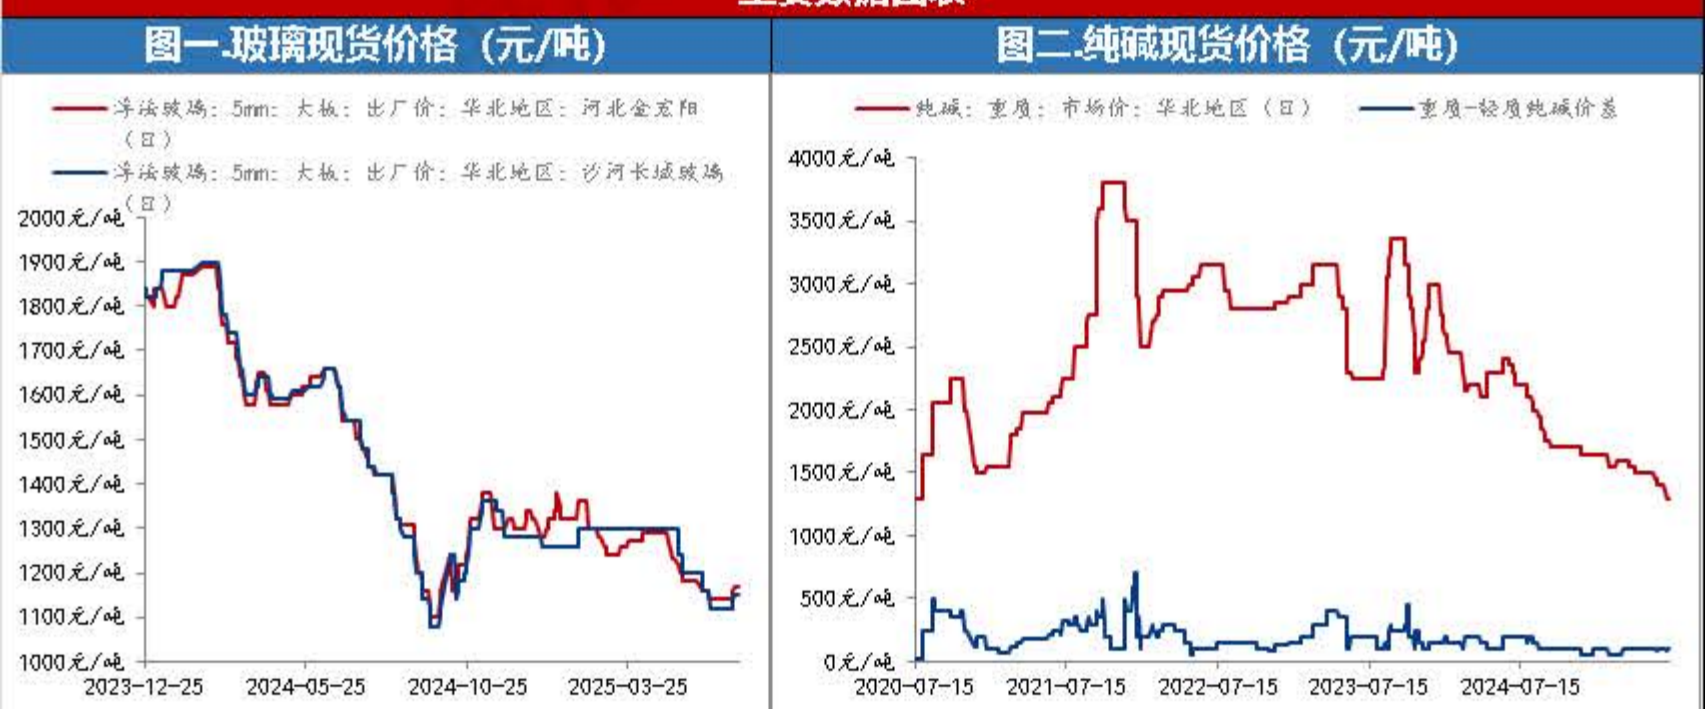 图一.玻璃现货价格（元/吨）
浮法玻璃：5mm：大板：出厂价：华北地区：河北金宏阳
（日）
浮法玻璃：5mm：大板：出厂价：华北地区：沙河长城玻璃
（日）
2000元/吨
1900元/吨
1800元/吨
1700元/吨
1600元/吨
1500元/吨
1400元/吨
1300元/吨
1200元/吨
1100元/吨
1000元/吨
2023-12-25 2024-05-25 2024-10-25 2025-03-25
图二.纯碱现货价格（元/吨）
纯碱：重质：市场价：华北地区（日） 重质-轻质纯碱价差
4000元/吨
3500元/吨
3000元/吨
2500元/吨
2000元/吨
1500元/吨
1000元/吨
500元/吨
0元/吨
2020-07-15 2021-07-15 2022-07-15 2023-07-15 2024-07-15